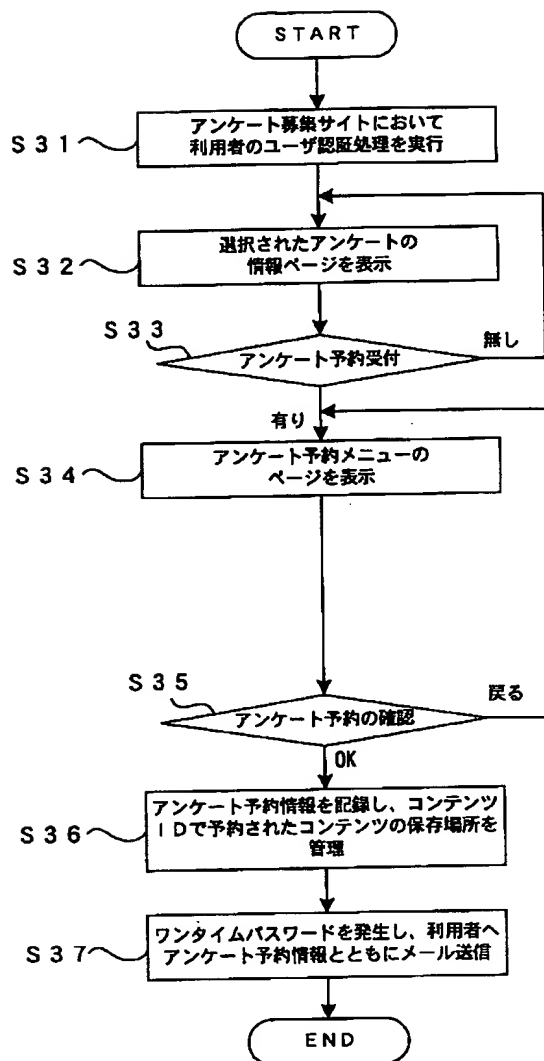 START
S31
アンケート募集サイトにおいて
利用者のユーザ認証処理を実行
S32
選択されたアンケートの
情報ページを表示
S33
アンケート予約受付
無し
有り
S34
アンケート予約メニューの
ページを表示
S35
アンケート予約の確認
戻る
OK
S36
アンケート予約情報を記録し、コンテンツ
IDで予約されたコンテンツの保存場所を
管理
S37
ワンタイムパスワードを発生し、利用者へ
アンケート予約情報とともにメール送信
END